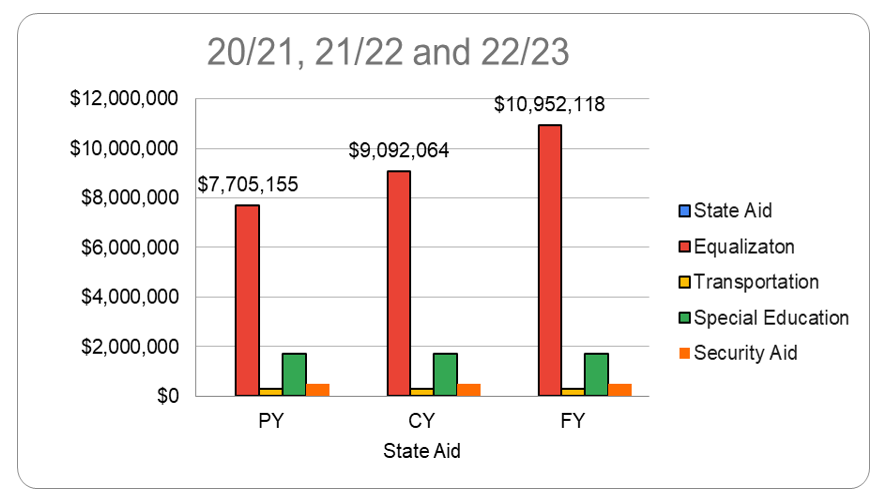 20/21, 21/22 and 22/23
$12,000,000
$10,000,000
$8,000,000
$6,000,000
$4,000,000
$2,000,000
$0
$7,705,155
$9,092,064
$10,952,118
PY
CY
FY
State Aid
State Aid
Equalizaton
Transportation
Special Education
Security Aid